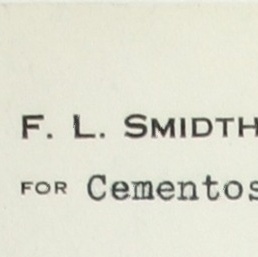 F. L. SMIDTH
FOR Cementos